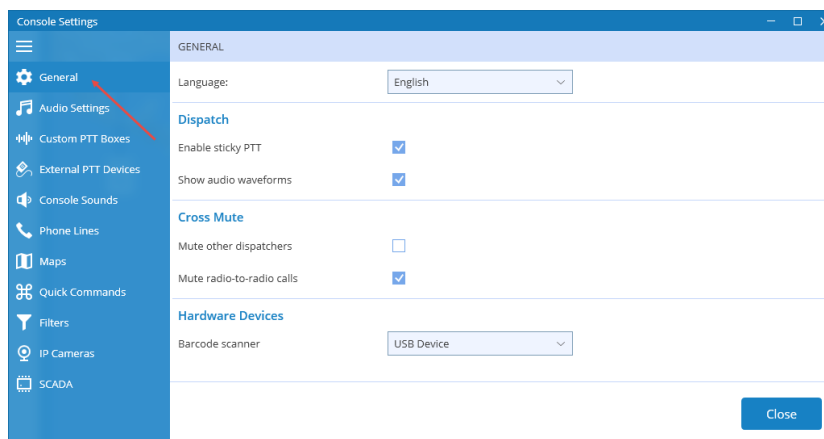 Console Settings
GENERAL
General
Audio Settings
Custom PTT Boxes
External PTT Devices
Console Sounds
Phone Lines
Maps
Quick Commands
Filters
IP Cameras
SCADA
Language: English
Dispatch
Enable sticky PTT
Show audio waveforms
Cross Mute
Mute other dispatchers
Mute radio-to-radio calls
Hardware Devices
Barcode scanner USB Device
Close